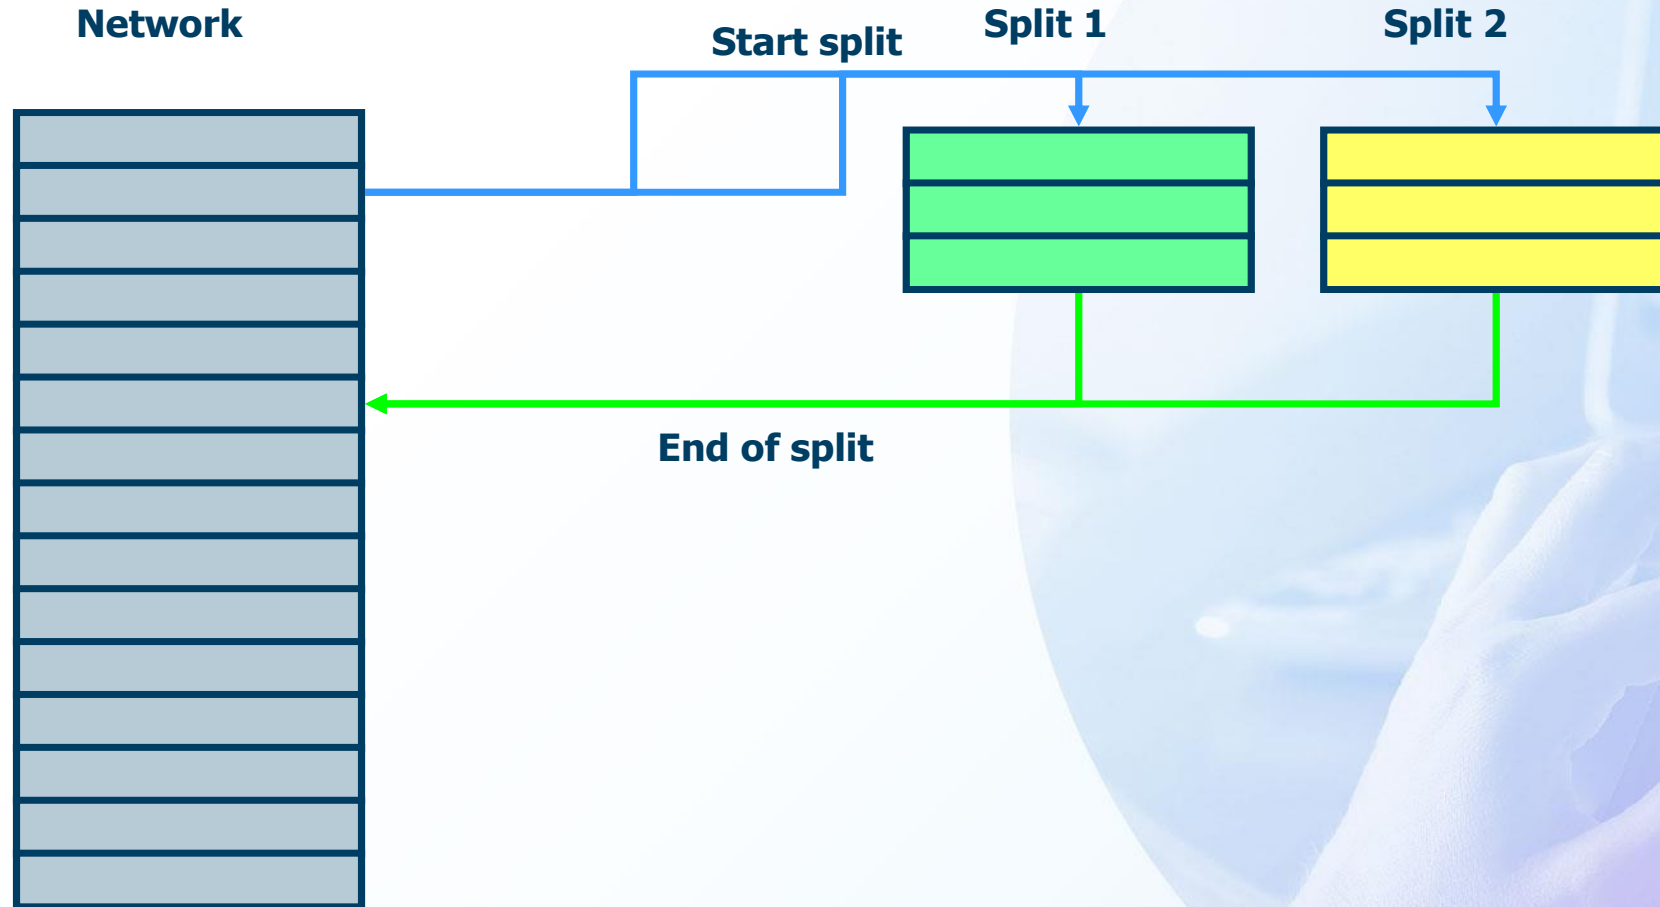 Network
Start split
Split 1
Split 2
End of split